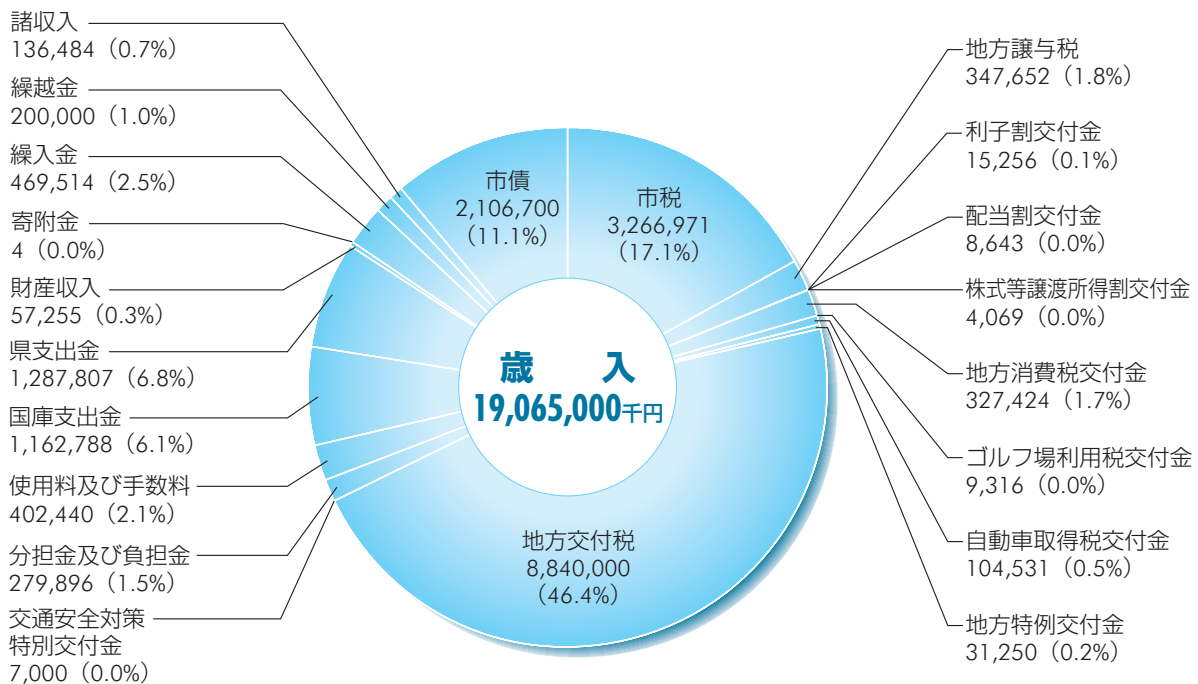 諸収入
136,484（0.7%）
繰越金
200,000（1.0%）
繰入金
469,514（2.5%）
寄附金
4（0.0%）
財産収入
57,255（0.3%）
県支出金
1,287,807（6.8%）
国庫支出金
1,162,788（6.1%）
使用料及び手数料
402,440（2.1%）
分担金及び負担金
279,896（1.5%）
交通安全対策
特別交付金
7,000（0.0%）
市債
2,106,700
（11.1%）
市税
3,266,971
（17.1%）
歳 入
19,065,000千円
地方交付税
8,840,000
（46.4%）
地方譲与税
347,652（1.8%）
利子割交付金
15,256（0.1%）
配当割交付金
8,643（0.0%）
株式等譲渡所得割交付金
4,069（0.0%）
地方消費税交付金
327,424（1.7%）
ゴルフ場利用税交付金
9,316（0.0%）
自動車取得税交付金
104,531（0.5%）
地方特例交付金
31,250（0.2%）